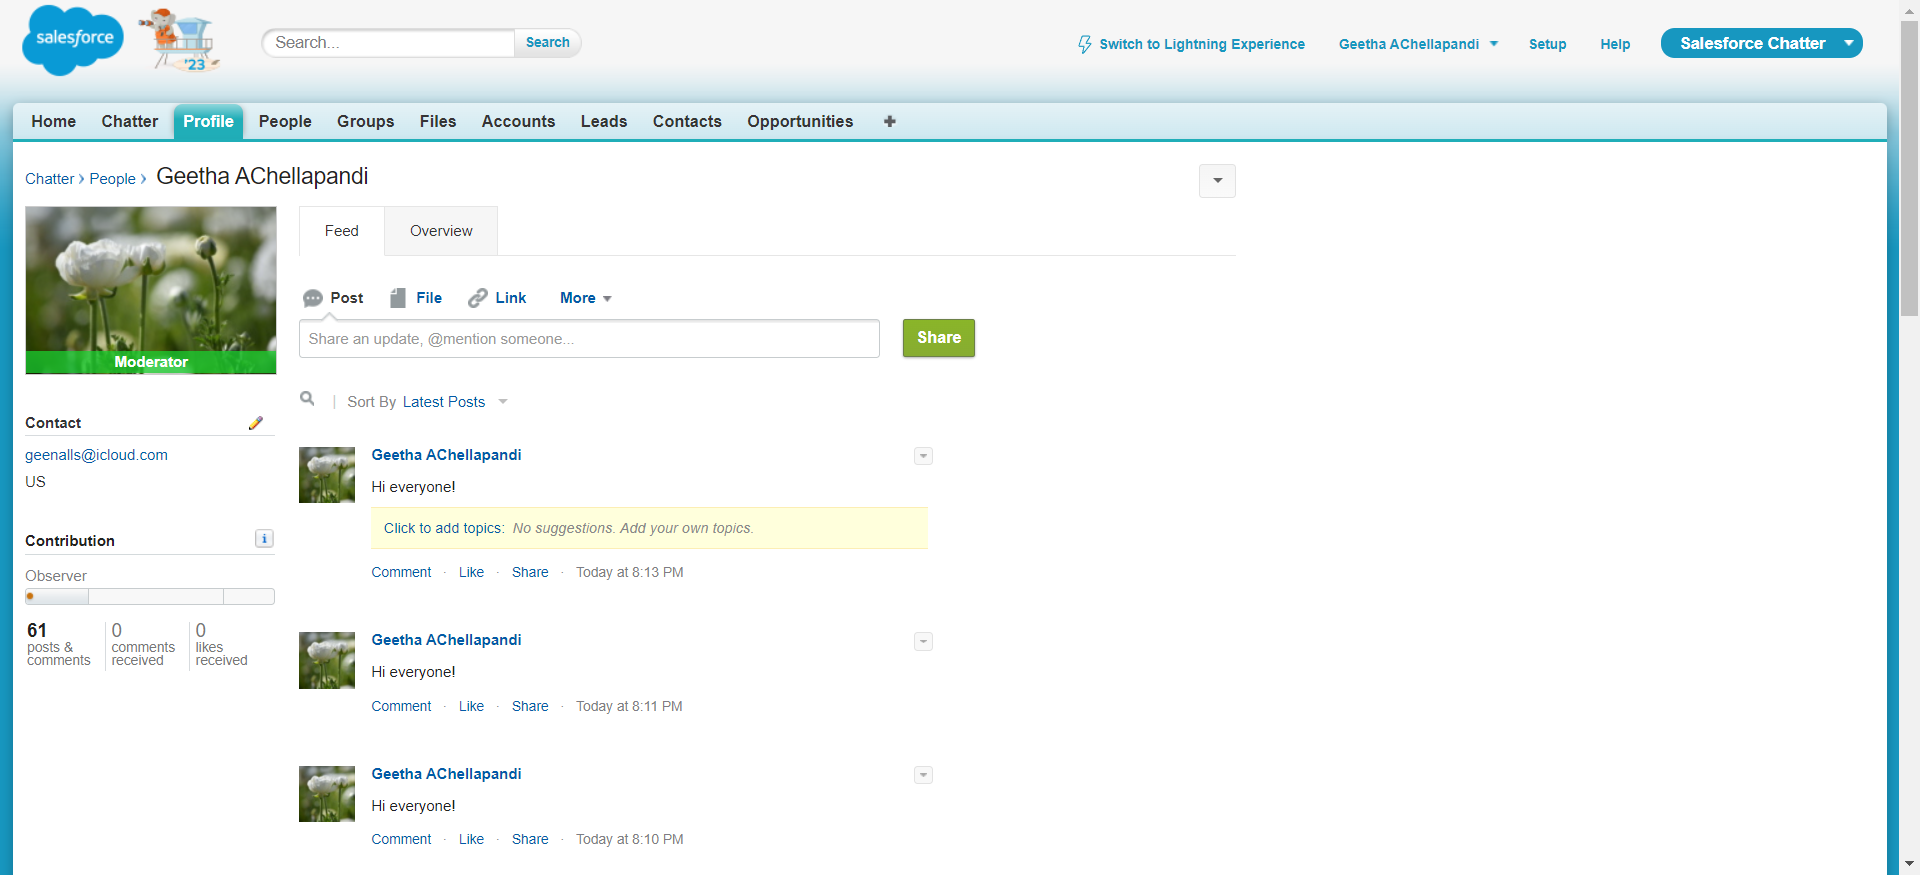 salesforce
'23
Search...
Search
Switch to Lightning Experience
Geetha AChellapandi
Setup
Help
Salesforce Chatter
Home
Chatter
Profile
People
Groups
Files
Accounts
Leads
Contacts
Opportunities
Chatter › People › Geetha AChellapandi
Moderator
Contact
geenalls@icloud.com
US
Contribution
Observer
61 posts & comments
0 comments received
0 likes received
Feed
Overview
Post
File
Link
More
Share an update, @mention someone...
Share
Sort By Latest Posts
Geetha AChellapandi
Hi everyone!
Click to add topics: No suggestions. Add your own topics.
Comment · Like · Share · Today at 8:13 PM
Geetha AChellapandi
Hi everyone!
Comment · Like · Share · Today at 8:11 PM
Geetha AChellapandi
Hi everyone!
Comment · Like · Share · Today at 8:10 PM